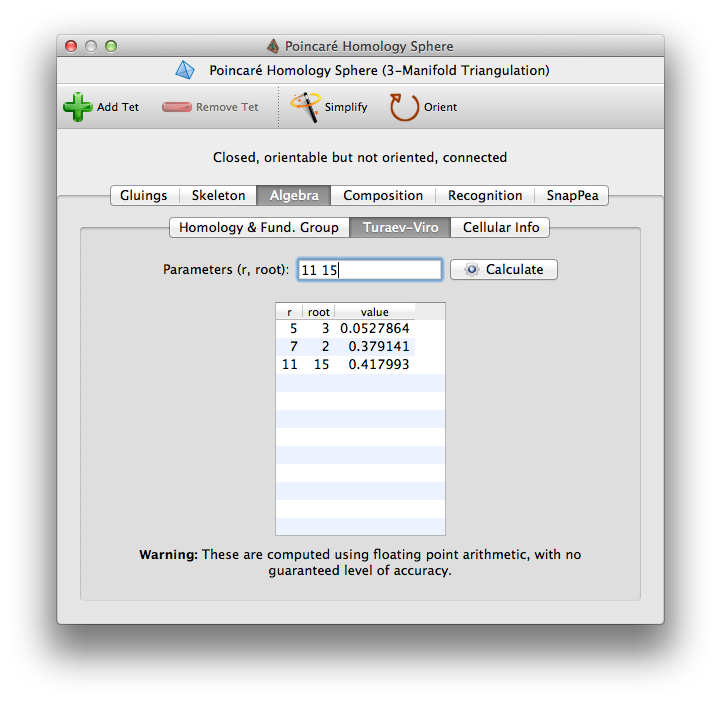 Poincaré Homology Sphere
Poincaré Homology Sphere (3-Manifold Triangulation)
Add Tet Remove Tet Simplify Orient
Closed, orientable but not oriented, connected
Gluings Skeleton Algebra Composition Recognition SnapPea
Homology & Fund. Group Turaev-Viro Cellular Info
Parameters (r, root): 11 15 Calculate
r root value
5 3 0.0527864
7 2 0.379141
11 15 0.417993
Warning: These are computed using floating point arithmetic, with no
guaranteed level of accuracy.